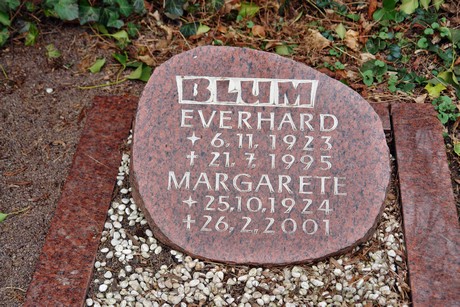 BLUM
EVERHARD
✶ 6.11.1923
✝ 21.7.1995
MARGARETE
✶ 25.10.1924
✝ 26.2.2001